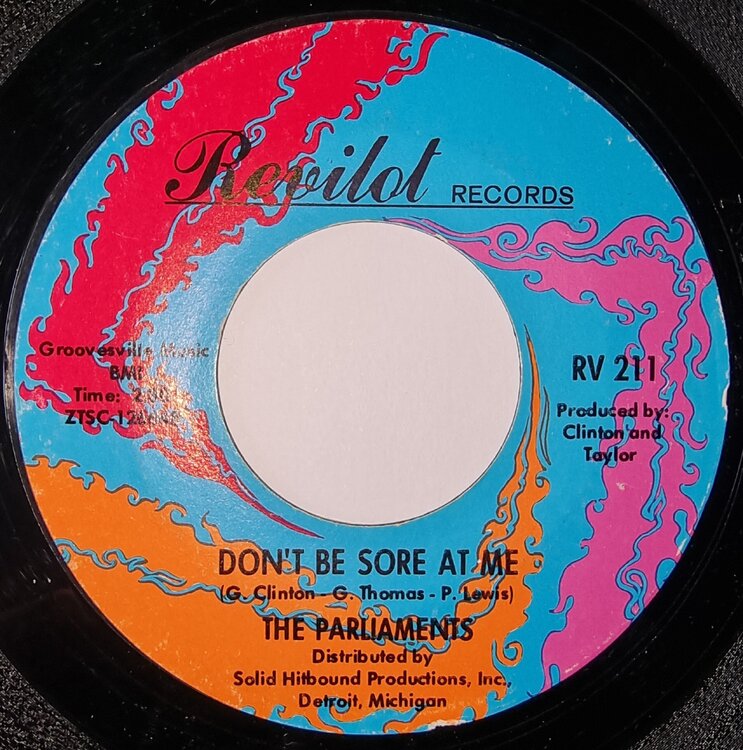 Revilot RECORDS
Groovesville Music
BMI
Time:
RV 211
Produced by:
Clinton and
Taylor
DON'T BE SORE AT ME
(G. Clinton - G. Thomas - P. Lewis)
THE PARLIAMENTS
Distributed by
Solid Hitbound Productions, Inc.,
Detroit, Michigan